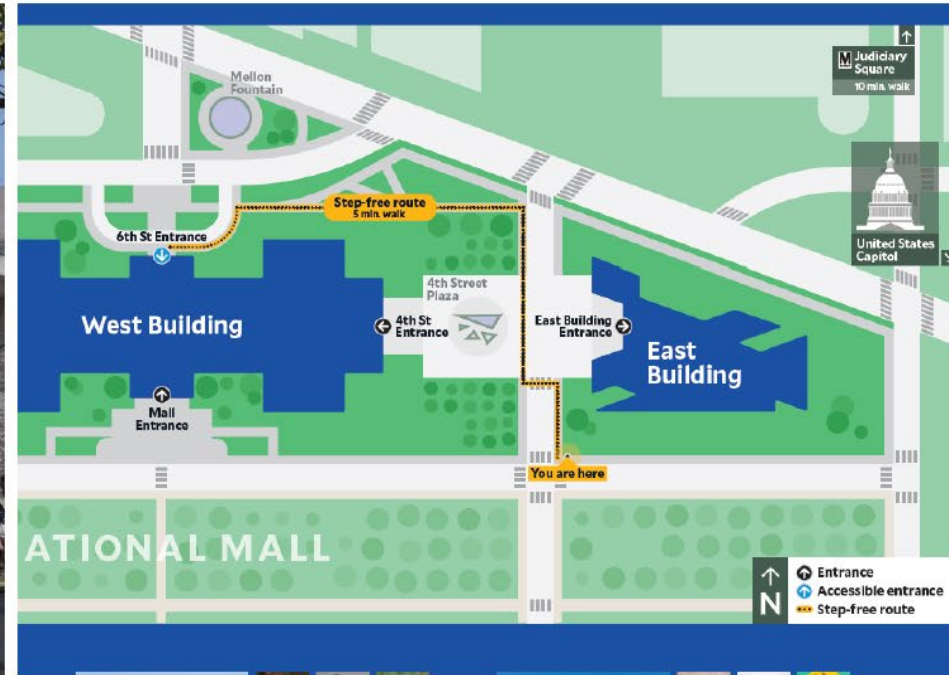 Mellon
Fountain
Judiciary
Square
10 min. walk
United States
Capitol
Step-free route
5 min. walk
6th St Entrance
4th Street
Plaza
West Building
4th St
Entrance
East Building
Entrance
East
Building
Mall
Entrance
You are here
ATIONAL MALL
N
Entrance
Accessible entrance
Step-free route